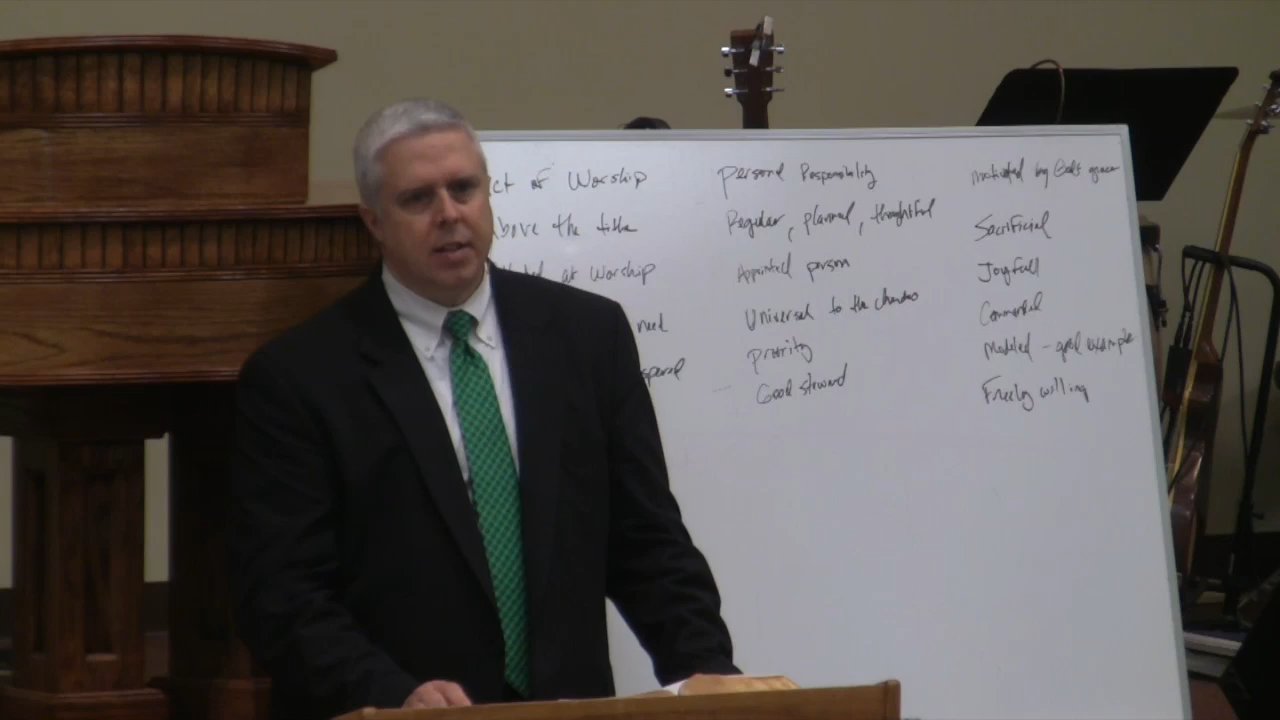 ct of Worship
bove the tithe
at Worship
need
Personal Responsibility
Regular, planned, thoughtful
Appointed person
Universal to the churches
Priority
Good steward
Motivated by God's grace
Sacrificial
Joyfull
Commended
Modeled - good example
Freely willing